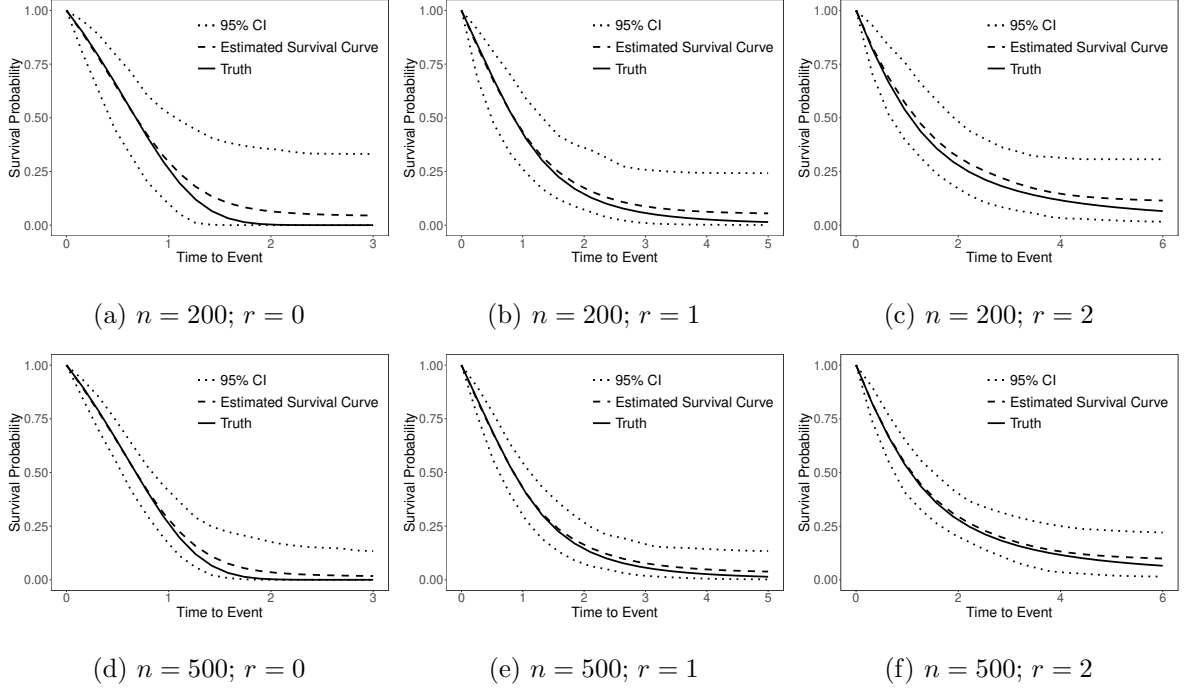 1.00
0.75
0.50
0.25
0.00
Survival Probability
95% CI
Estimated Survival Curve
Truth
0 1 2 3
Time to Event
(a) n = 200; r = 0
1.00
0.75
0.50
0.25
0.00
Survival Probability
95% CI
Estimated Survival Curve
Truth
0 1 2 3 4 5
Time to Event
(b) n = 200; r = 1
1.00
0.75
0.50
0.25
0.00
Survival Probability
95% CI
Estimated Survival Curve
Truth
0 2 4 6
Time to Event
(c) n = 200; r = 2
1.00
0.75
0.50
0.25
0.00
Survival Probability
95% CI
Estimated Survival Curve
Truth
0 1 2 3
Time to Event
(d) n = 500; r = 0
1.00
0.75
0.50
0.25
0.00
Survival Probability
95% CI
Estimated Survival Curve
Truth
0 1 2 3 4 5
Time to Event
(e) n = 500; r = 1
1.00
0.75
0.50
0.25
0.00
Survival Probability
95% CI
Estimated Survival Curve
Truth
0 2 4 6
Time to Event
(f) n = 500; r = 2